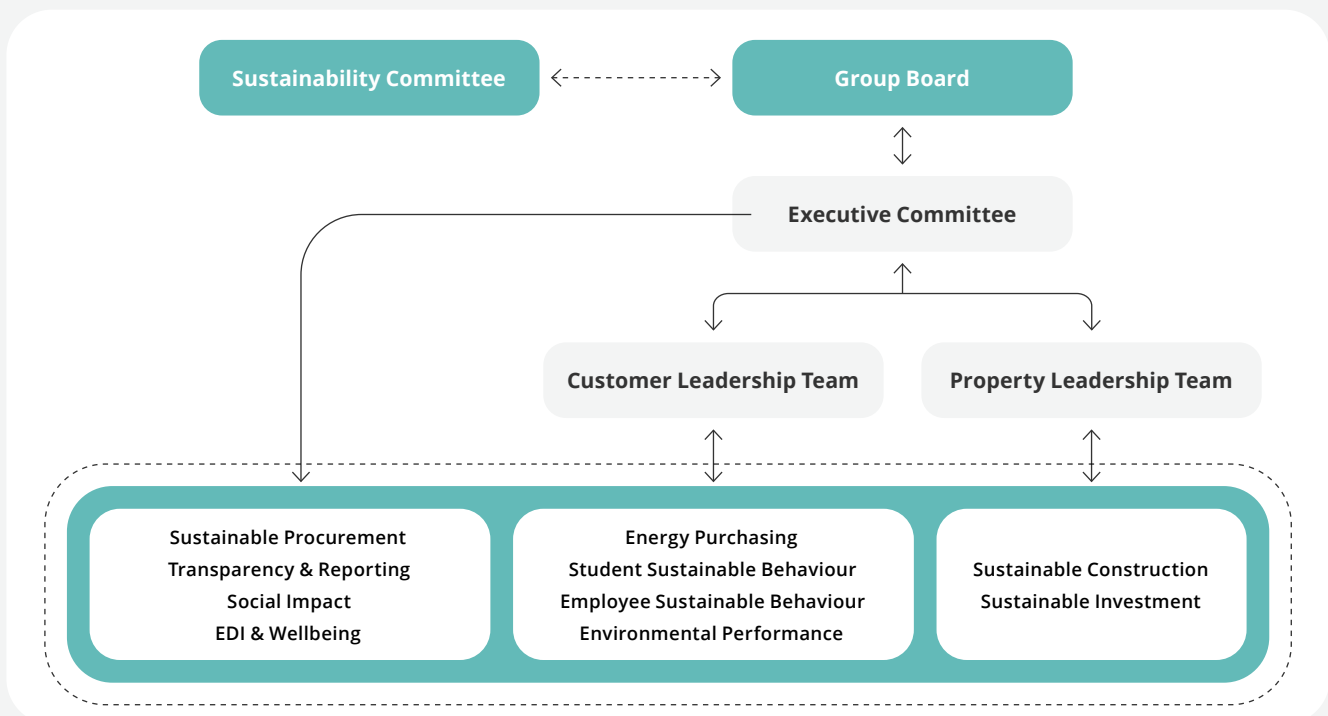 Sustainability Committee
Group Board
Executive Committee
Customer Leadership Team
Property Leadership Team
Sustainable Procurement
Transparency & Reporting
Social Impact
EDI & Wellbeing
Energy Purchasing
Student Sustainable Behaviour
Employee Sustainable Behaviour
Environmental Performance
Sustainable Construction
Sustainable Investment